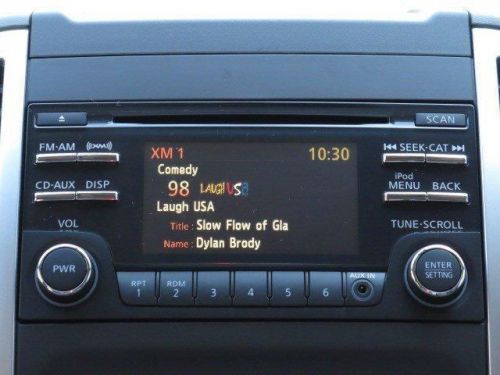 SCAN
FM·AM
((XM))
SEEK·CAT
CD·AUX DISP
iPod
MENU BACK
VOL
TUNE·SCROLL
PWR
ENTER
SETTING
XM 1 10:30
Comedy
98 LAUGH USA
Laugh USA
Title : Slow Flow of Gla
Name : Dylan Brody
RPT RDM
1 2 3 4 5 6
AUX IN